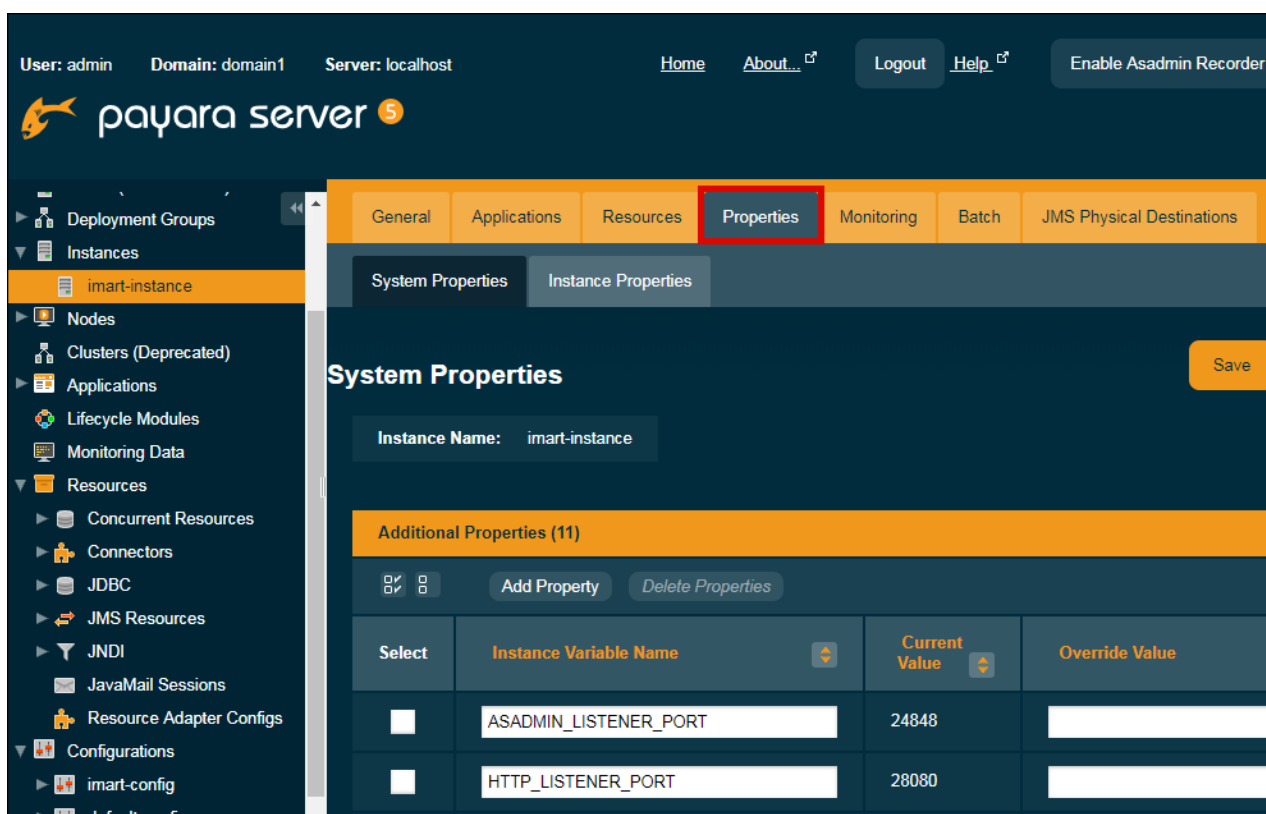 User: admin Domain: domain1 Server: localhost Home About... Logout Help Enable Asadmin Recorder
payara server 5
Deployment Groups
Instances
imart-instance
Nodes
Clusters (Deprecated)
Applications
Lifecycle Modules
Monitoring Data
Resources
Concurrent Resources
Connectors
JDBC
JMS Resources
JNDI
JavaMail Sessions
Resource Adapter Configs
Configurations
imart-config
General Applications Resources Properties Monitoring Batch JMS Physical Destinations
System Properties Instance Properties
System Properties
Save
Instance Name: imart-instance
Additional Properties (11)
Add Property Delete Properties
Select Instance Variable Name Current Value Override Value
ASADMIN_LISTENER_PORT 24848
HTTP_LISTENER_PORT 28080